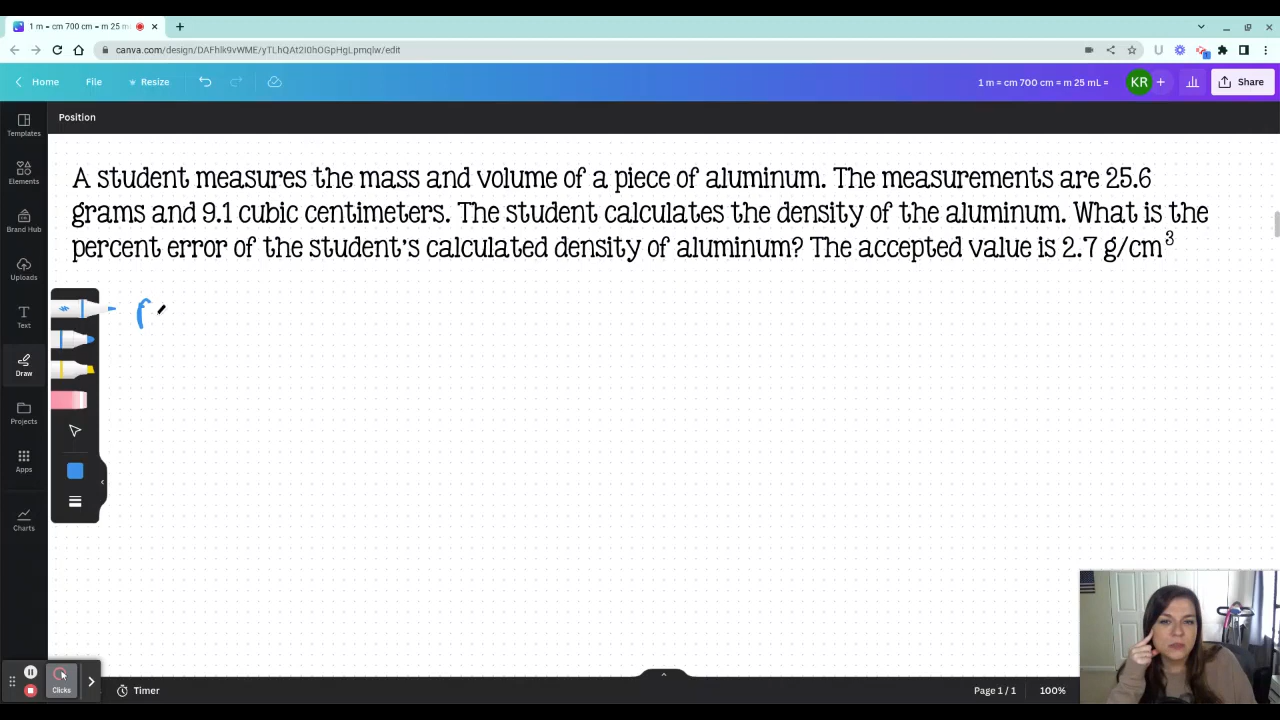 1 m = cm 700 cm = m 25 m
canva.com/design/DAFhlk9vWME/yTLhQAt2I0hOGpHgLpmqlw/edit
Home File Resize 1 m = cm 700 cm = m 25 mL = KR Share
Position
Templates
Elements
Brand Hub
Uploads
Text
Draw
Projects
Apps
Charts
A student measures the mass and volume of a piece of aluminum. The measurements are 25.6
grams and 9.1 cubic centimeters. The student calculates the density of the aluminum. What is the
percent error of the student's calculated density of aluminum? The accepted value is 2.7 g/cm³
Clicks
Timer Page 1 / 1 100%